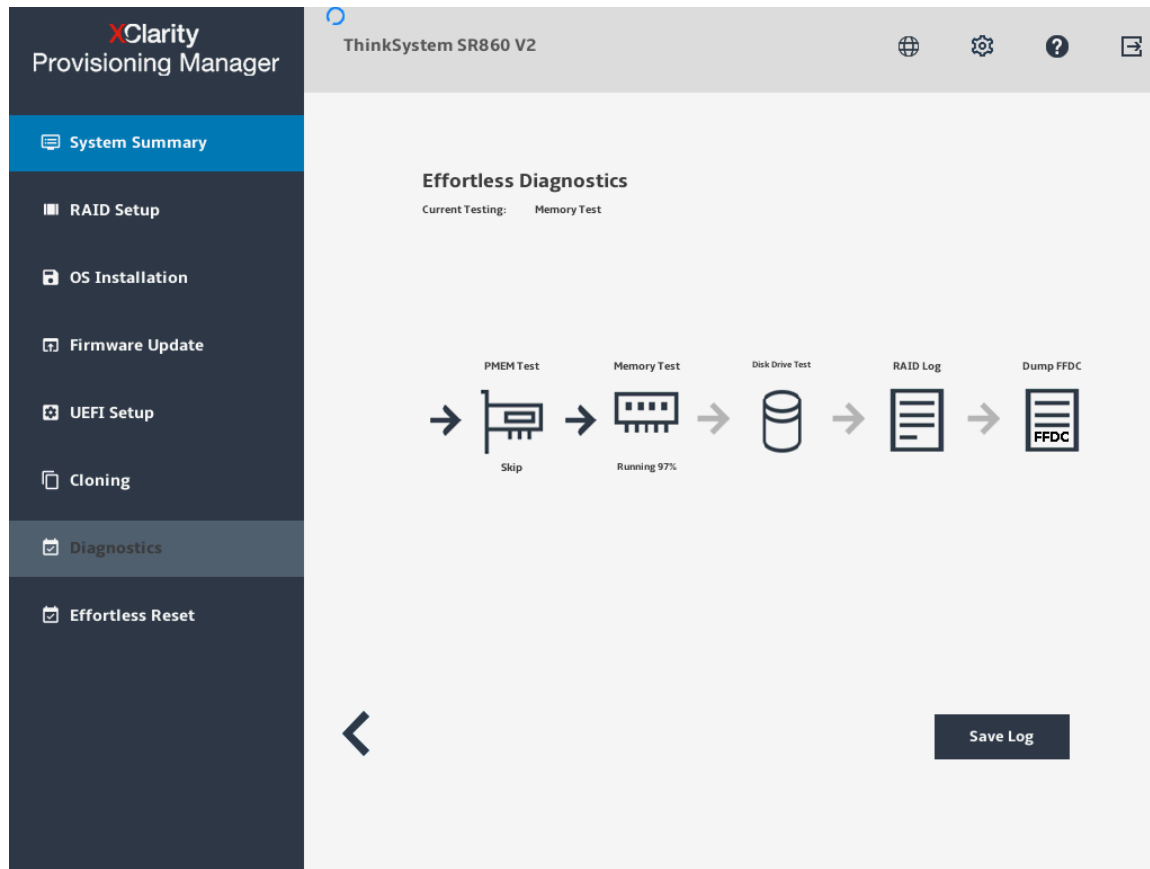 XClarity
Provisioning Manager
ThinkSystem SR860 V2
System Summary
RAID Setup
OS Installation
Firmware Update
UEFI Setup
Cloning
Diagnostics
Effortless Reset
Effortless Diagnostics
Current Testing: Memory Test
PMEM Test Memory Test Disk Drive Test RAID Log Dump FFDC
FFDC
Skip Running 97%
Save Log